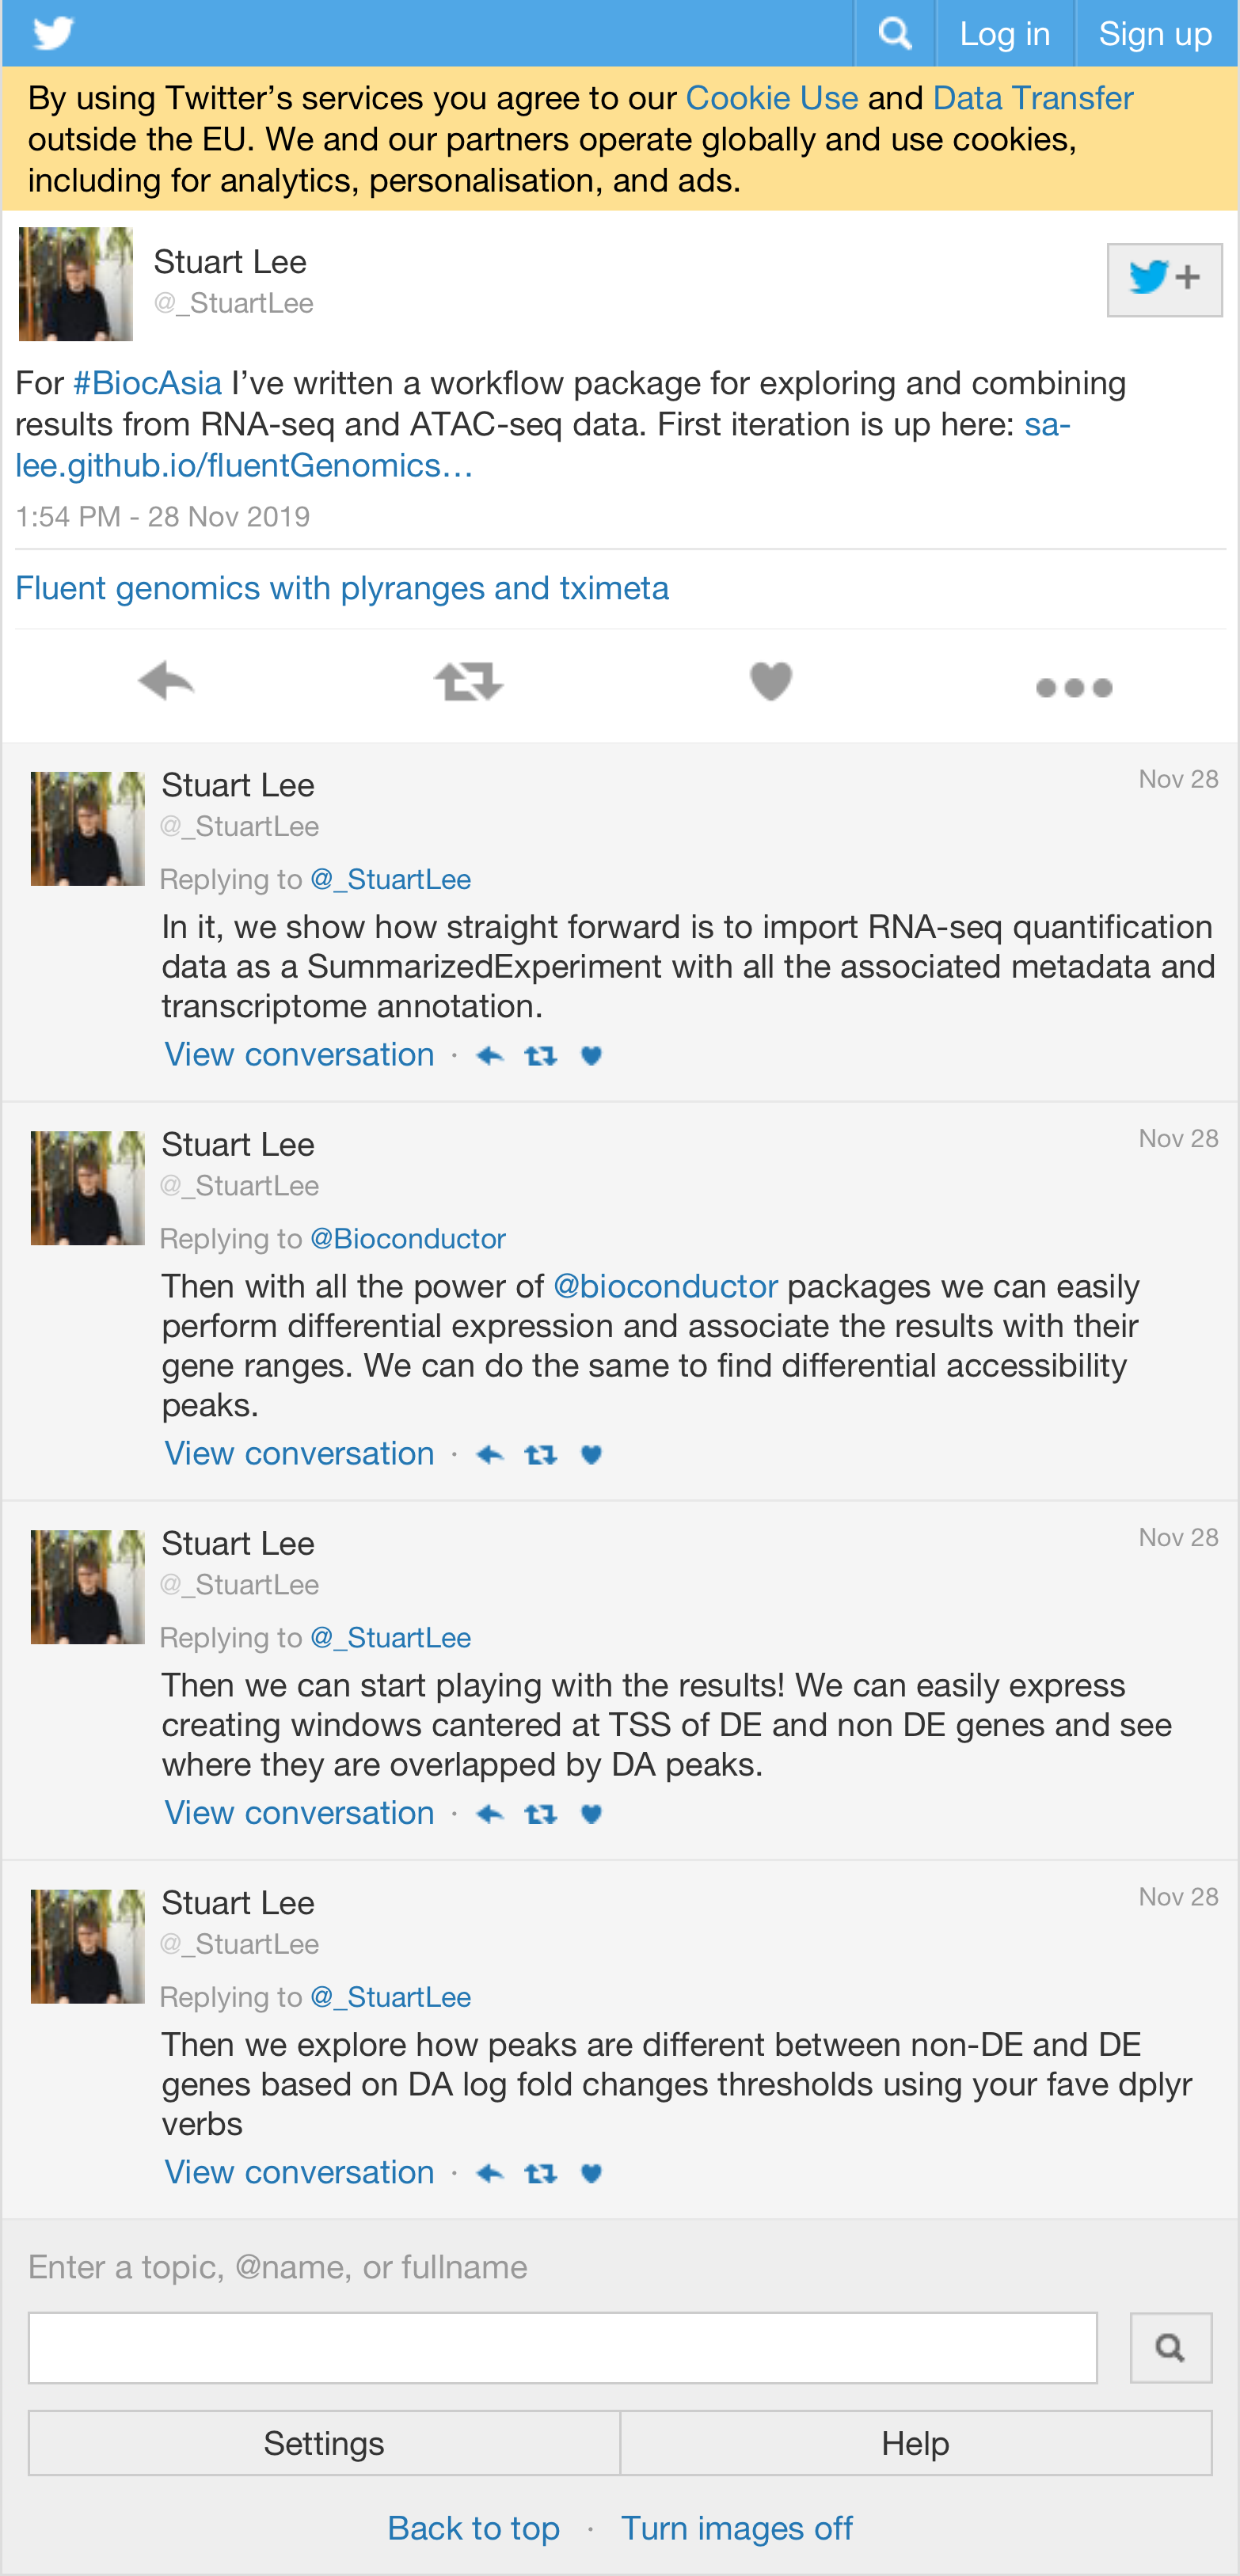 Log in
Sign up
By using Twitter’s services you agree to our Cookie Use and Data Transfer
outside the EU. We and our partners operate globally and use cookies,
including for analytics, personalisation, and ads.
Stuart Lee
@_StuartLee
+
For #BiocAsia I’ve written a workflow package for exploring and combining
results from RNA-seq and ATAC-seq data. First iteration is up here: sa-
lee.github.io/fluentGenomics…
1:54 PM - 28 Nov 2019
Fluent genomics with plyranges and tximeta
Stuart Lee
Nov 28
@_StuartLee
Replying to @_StuartLee
In it, we show how straight forward is to import RNA-seq quantification
data as a SummarizedExperiment with all the associated metadata and
transcriptome annotation.
View conversation ·
Stuart Lee
Nov 28
@_StuartLee
Replying to @Bioconductor
Then with all the power of @bioconductor packages we can easily
perform differential expression and associate the results with their
gene ranges. We can do the same to find differential accessibility
peaks.
View conversation ·
Stuart Lee
Nov 28
@_StuartLee
Replying to @_StuartLee
Then we can start playing with the results! We can easily express
creating windows cantered at TSS of DE and non DE genes and see
where they are overlapped by DA peaks.
View conversation ·
Stuart Lee
Nov 28
@_StuartLee
Replying to @_StuartLee
Then we explore how peaks are different between non-DE and DE
genes based on DA log fold changes thresholds using your fave dplyr
verbs
View conversation ·
Enter a topic, @name, or fullname
Settings
Help
Back to top · Turn images off